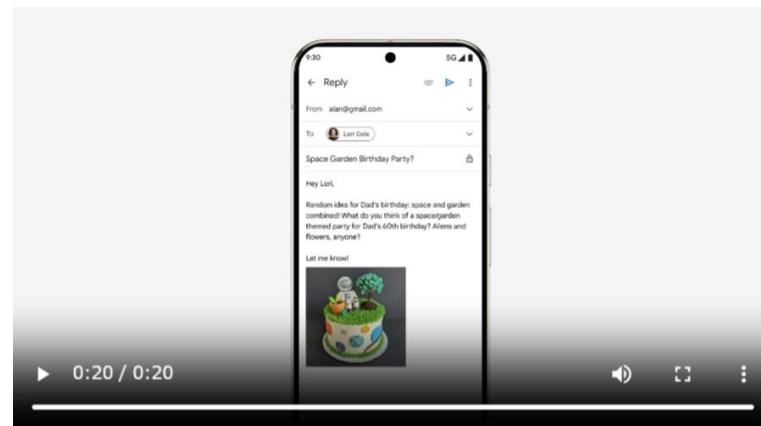 9:30 5G
Reply
From alan@gmail.com
To Lori Cole
Space Garden Birthday Party?
Hey Lori,
Random idea for Dad's birthday: space and garden
combined! What do you think of a space/garden
themed party for Dad's 60th birthday? Aliens and
flowers, anyone?
Let me know!
0:20 / 0:20